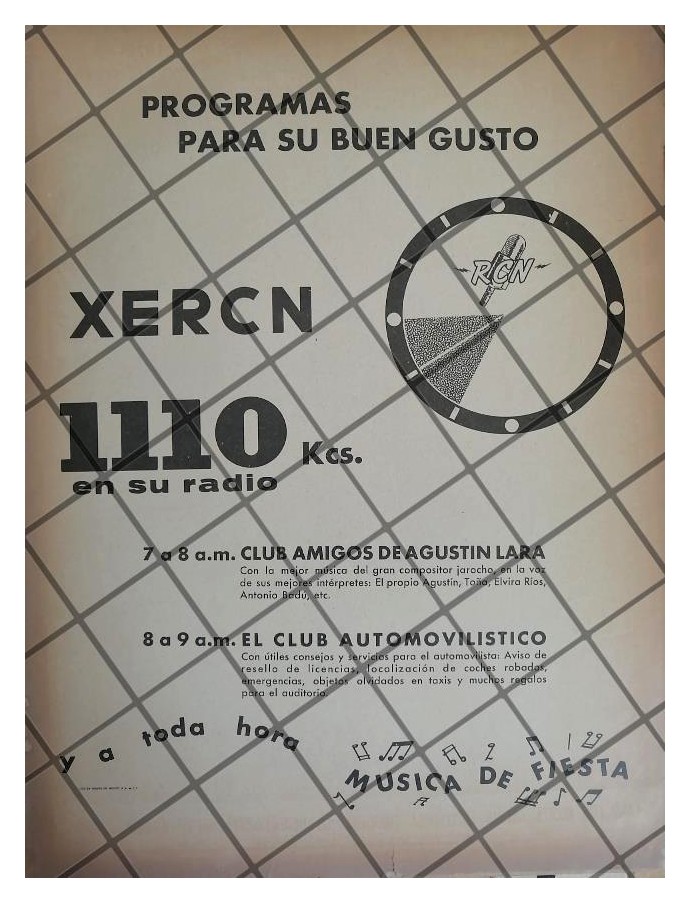 PROGRAMAS
PARA SU BUEN GUSTO
RCN
XERCN
1110 Kcs.
en su radio
7 a 8 a.m. CLUB AMIGOS DE AGUSTIN LARA
Con la mejor música del gran compositor jarocho, en la voz
de sus mejores intérpretes: El propio Agustín, Toña, Elvira Ríos,
Antonio Badú, etc.
8 a 9 a.m. EL CLUB AUTOMOVILISTICO
Con útiles consejos y servicios para el automovilista: Aviso de
resello de licencias, localización de coches robados,
emergencias, objetos olvidados en taxis y muchos regalos
para el auditorio.
y a toda hora
MUSICA DE FIESTA